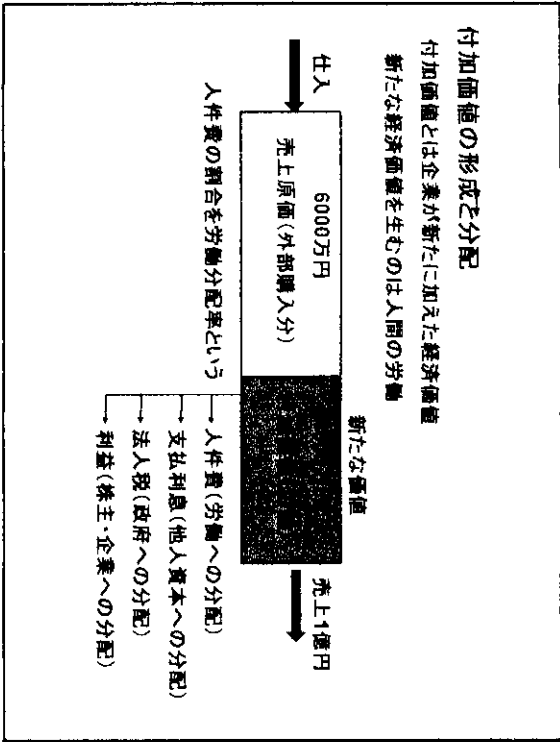 付加価値の形成と分配
付加価値とは企業が新たに加えた経済価値
新たな経済価値を生むのは人間の労働
新たな価値
仕入
6000万円
売上原価(外部購入分)
売上1億円
人件費の割合を労働分配率という
人件費(労働への分配)
支払利息(他人資本への分配)
法人税(政府への分配)
利益(株主・企業への分配)